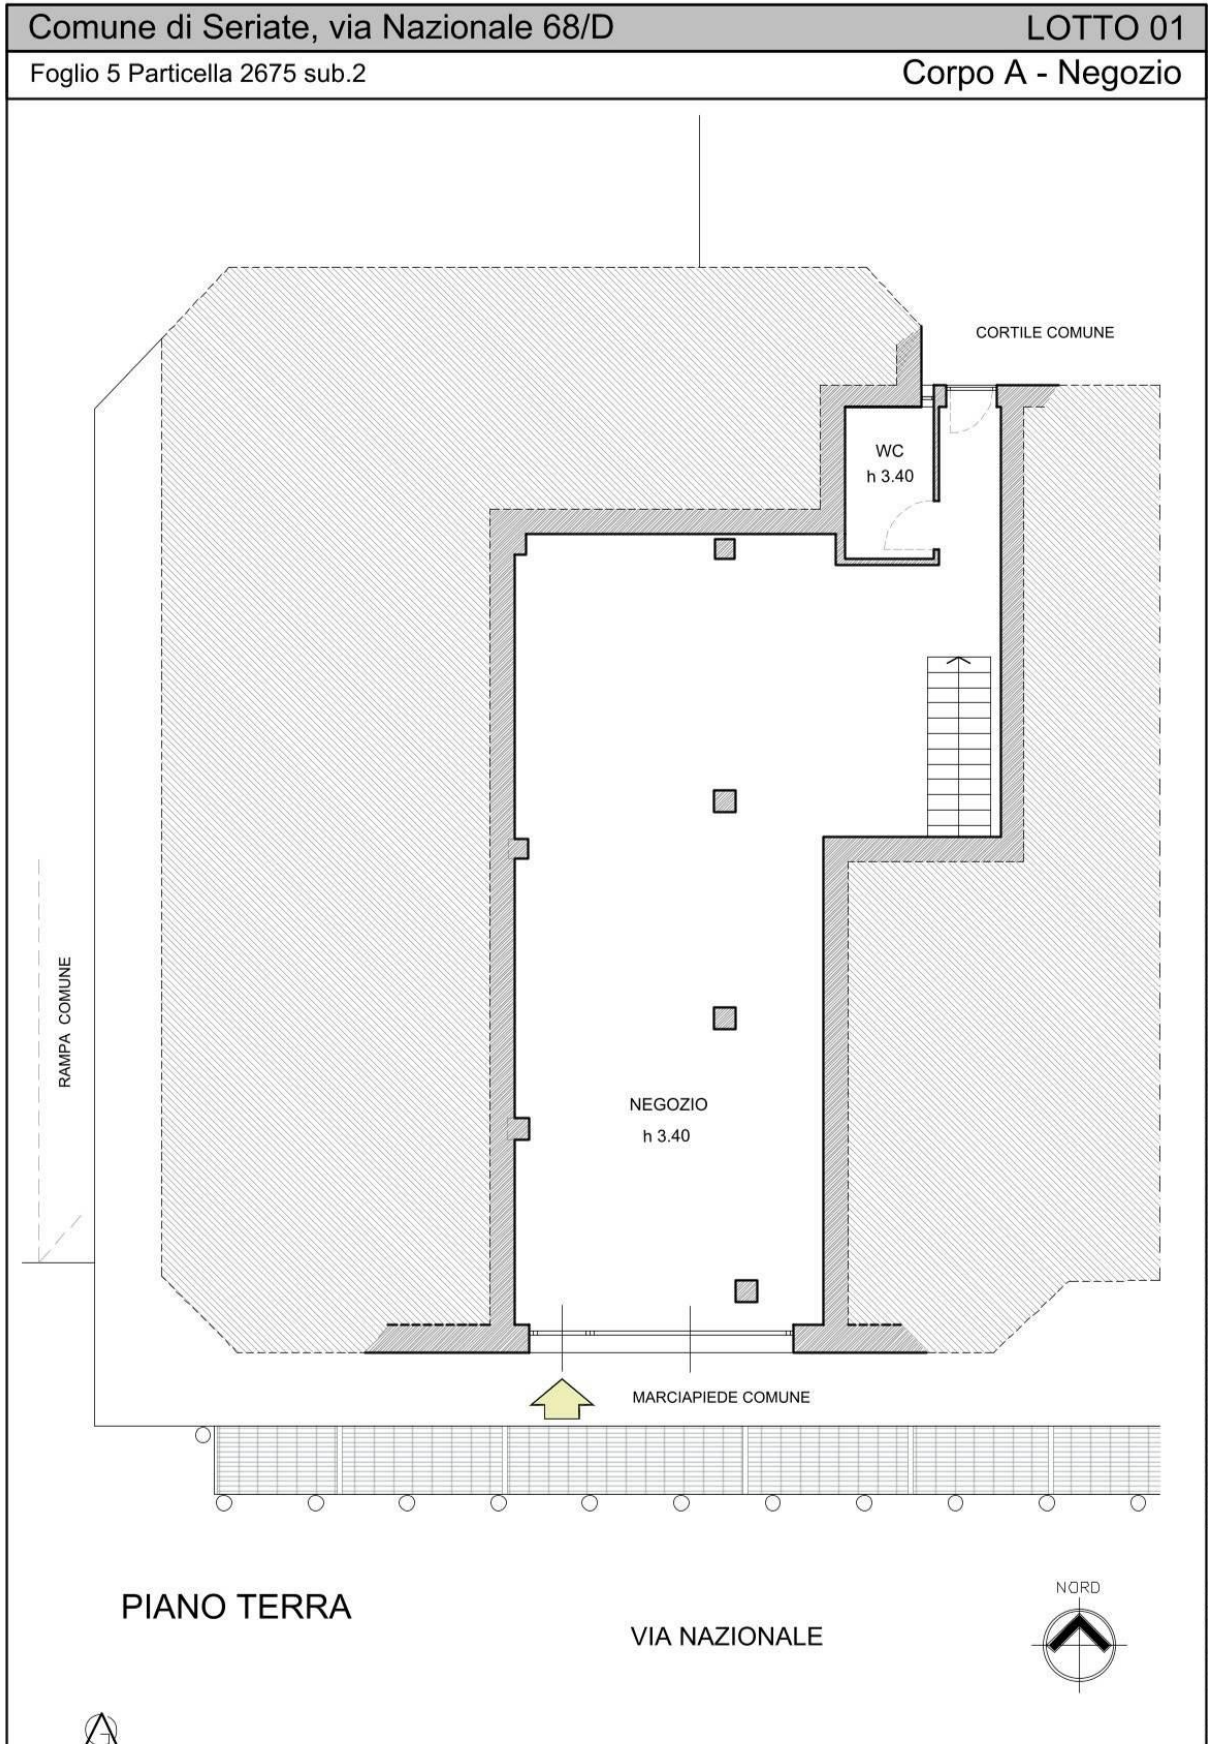 Comune di Seriate, via Nazionale 68/D
LOTTO 01
Foglio 5 Particella 2675 sub.2
Corpo A - Negozio
CORTILE COMUNE
WC
h 3.40
RAMPA COMUNE
NEGOZIO
h 3.40
MARCIAPIEDE COMUNE
PIANO TERRA
VIA NAZIONALE
NORD